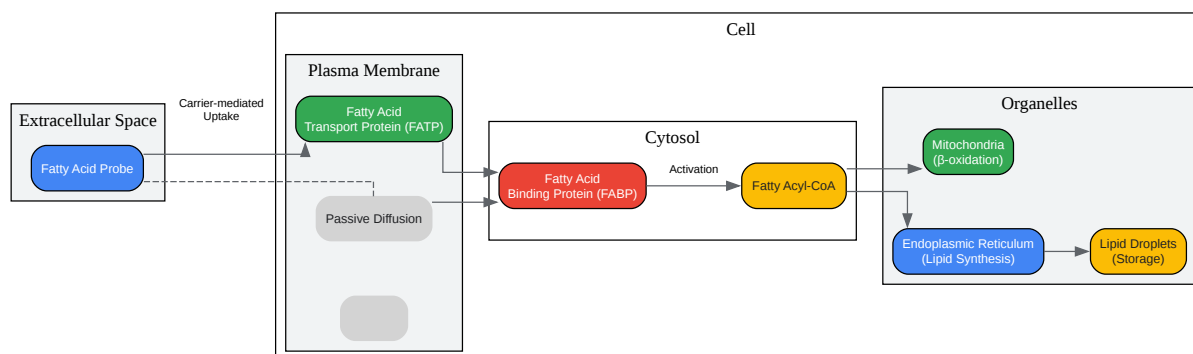 Cell
Plasma Membrane
Organelles
Extracellular Space
Carrier-mediated
Uptake
Fatty Acid
Transport Protein (FATP)
Cytosol
Fatty Acid Probe
Mitochondria
(β-oxidation)
Activation
Fatty Acid
Binding Protein (FABP)
Fatty Acyl-CoA
Passive Diffusion
Endoplasmic Reticulum
(Lipid Synthesis)
Lipid Droplets
(Storage)